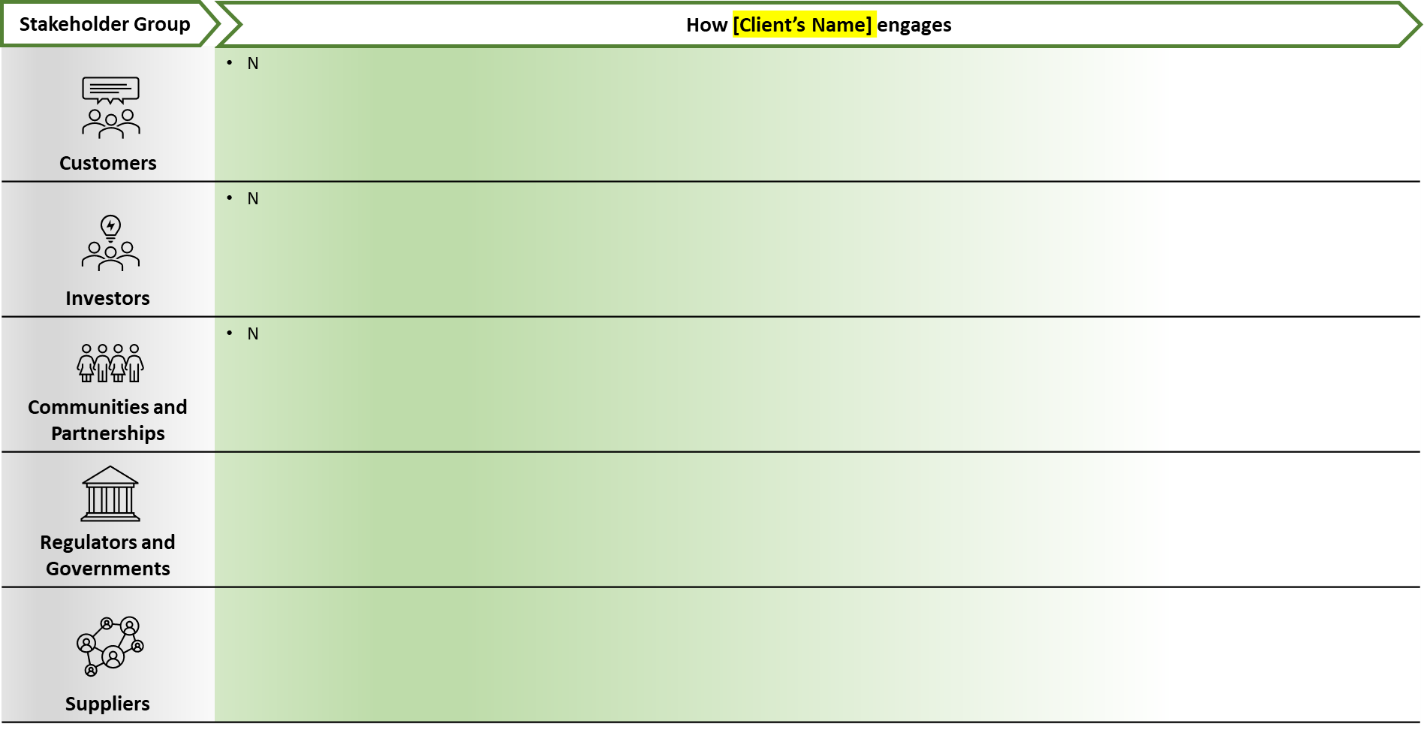 Stakeholder Group
How [Client’s Name] engages
• N
Customers
• N
Investors
• N
Communities and
Partnerships
Regulators and
Governments
Suppliers